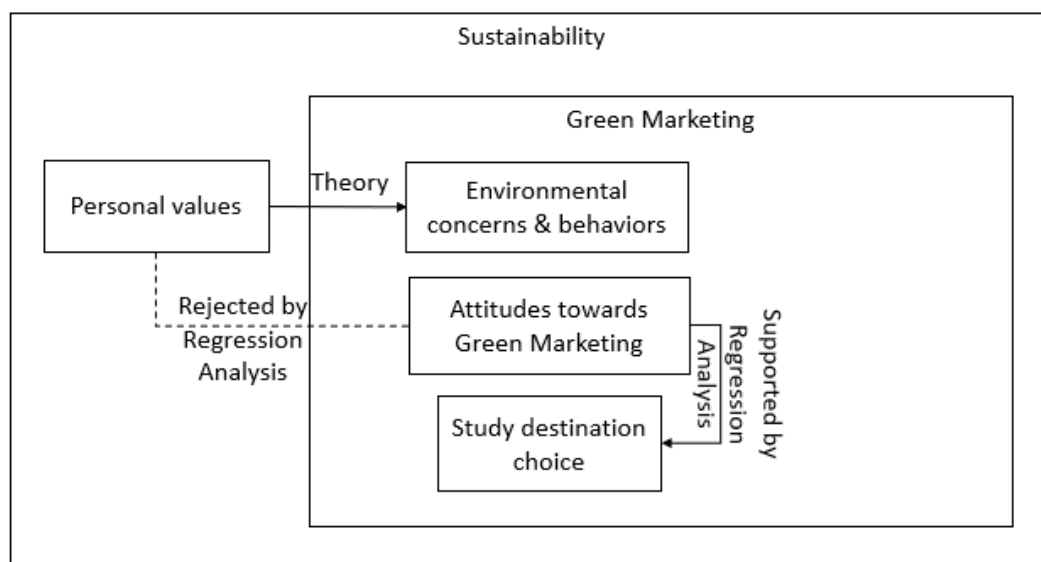 Sustainability
Green Marketing
Personal values
Theory
Environmental
concerns & behaviors
Rejected by
Regression
Analysis
Attitudes towards
Green Marketing
Supported by
Regression
Analysis
Study destination
choice